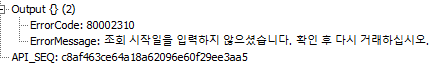 Output {} (2)
ErrorCode: 80002310
ErrorMessage: 조회 시작일을 입력하지 않으셨습니다. 확인 후 다시 거래하십시오.
API_SEQ: c8af463ce64a18a62096e60f29ee3aa5